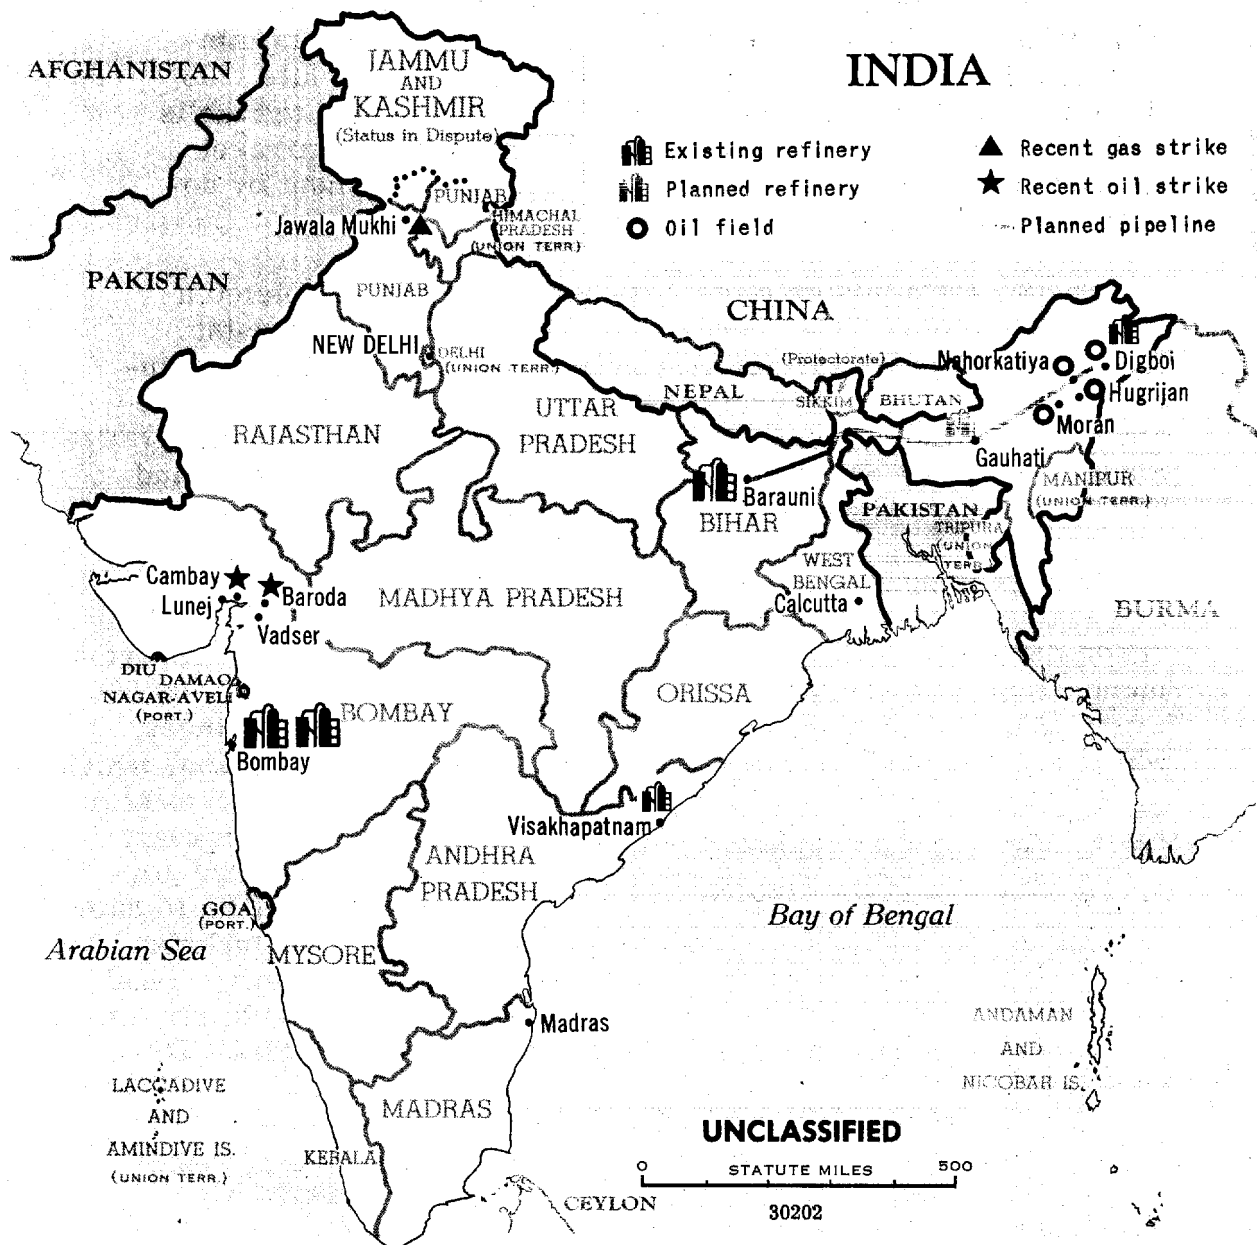 INDIA
AFGHANISTAN
JAMMU
AND
KASHMIR
(Status in Dispute)
Existing refinery
Planned refinery
Oil field
Recent gas strike
Recent oil strike
Planned pipeline
PUNJAB
Jawala Mukhi
HIMACHAL
PRADESH
(UNION TERR.)
PAKISTAN
PUNJAB
CHINA
NEW DELHI
DELHI
(UNION TERR.)
(Protectorate)
Nahorkatiya
Digboi
NEPAL
SIKKIM
BHUTAN
Hugrijan
UTTAR
PRADESH
Moran
RAJASTHAN
Gauhati
Barauni
MANIPUR
(UNION TERR.)
BIHAR
PAKISTAN
TRIPURA
(UNION
TERR.
WEST
BENGAL
Cambay
Baroda
Lunej
MADHYA PRADESH
Calcutta
BURMA
Vadser
DIU
DAMAO
NAGAR-AVELI
(PORT.)
ORISSA
BOMBAY
Bombay
Visakhapatnam
ANDHRA
PRADESH
GOA
(PORT.)
Bay of Bengal
Arabian Sea
MYSORE
Madras
ANDAMAN
AND
NICOBAR IS.
LACCADIVE
AND
AMINDIVE IS.
(UNION TERR.)
MADRAS
UNCLASSIFIED
KERALA
0 STATUTE MILES 500
CEYLON
30202